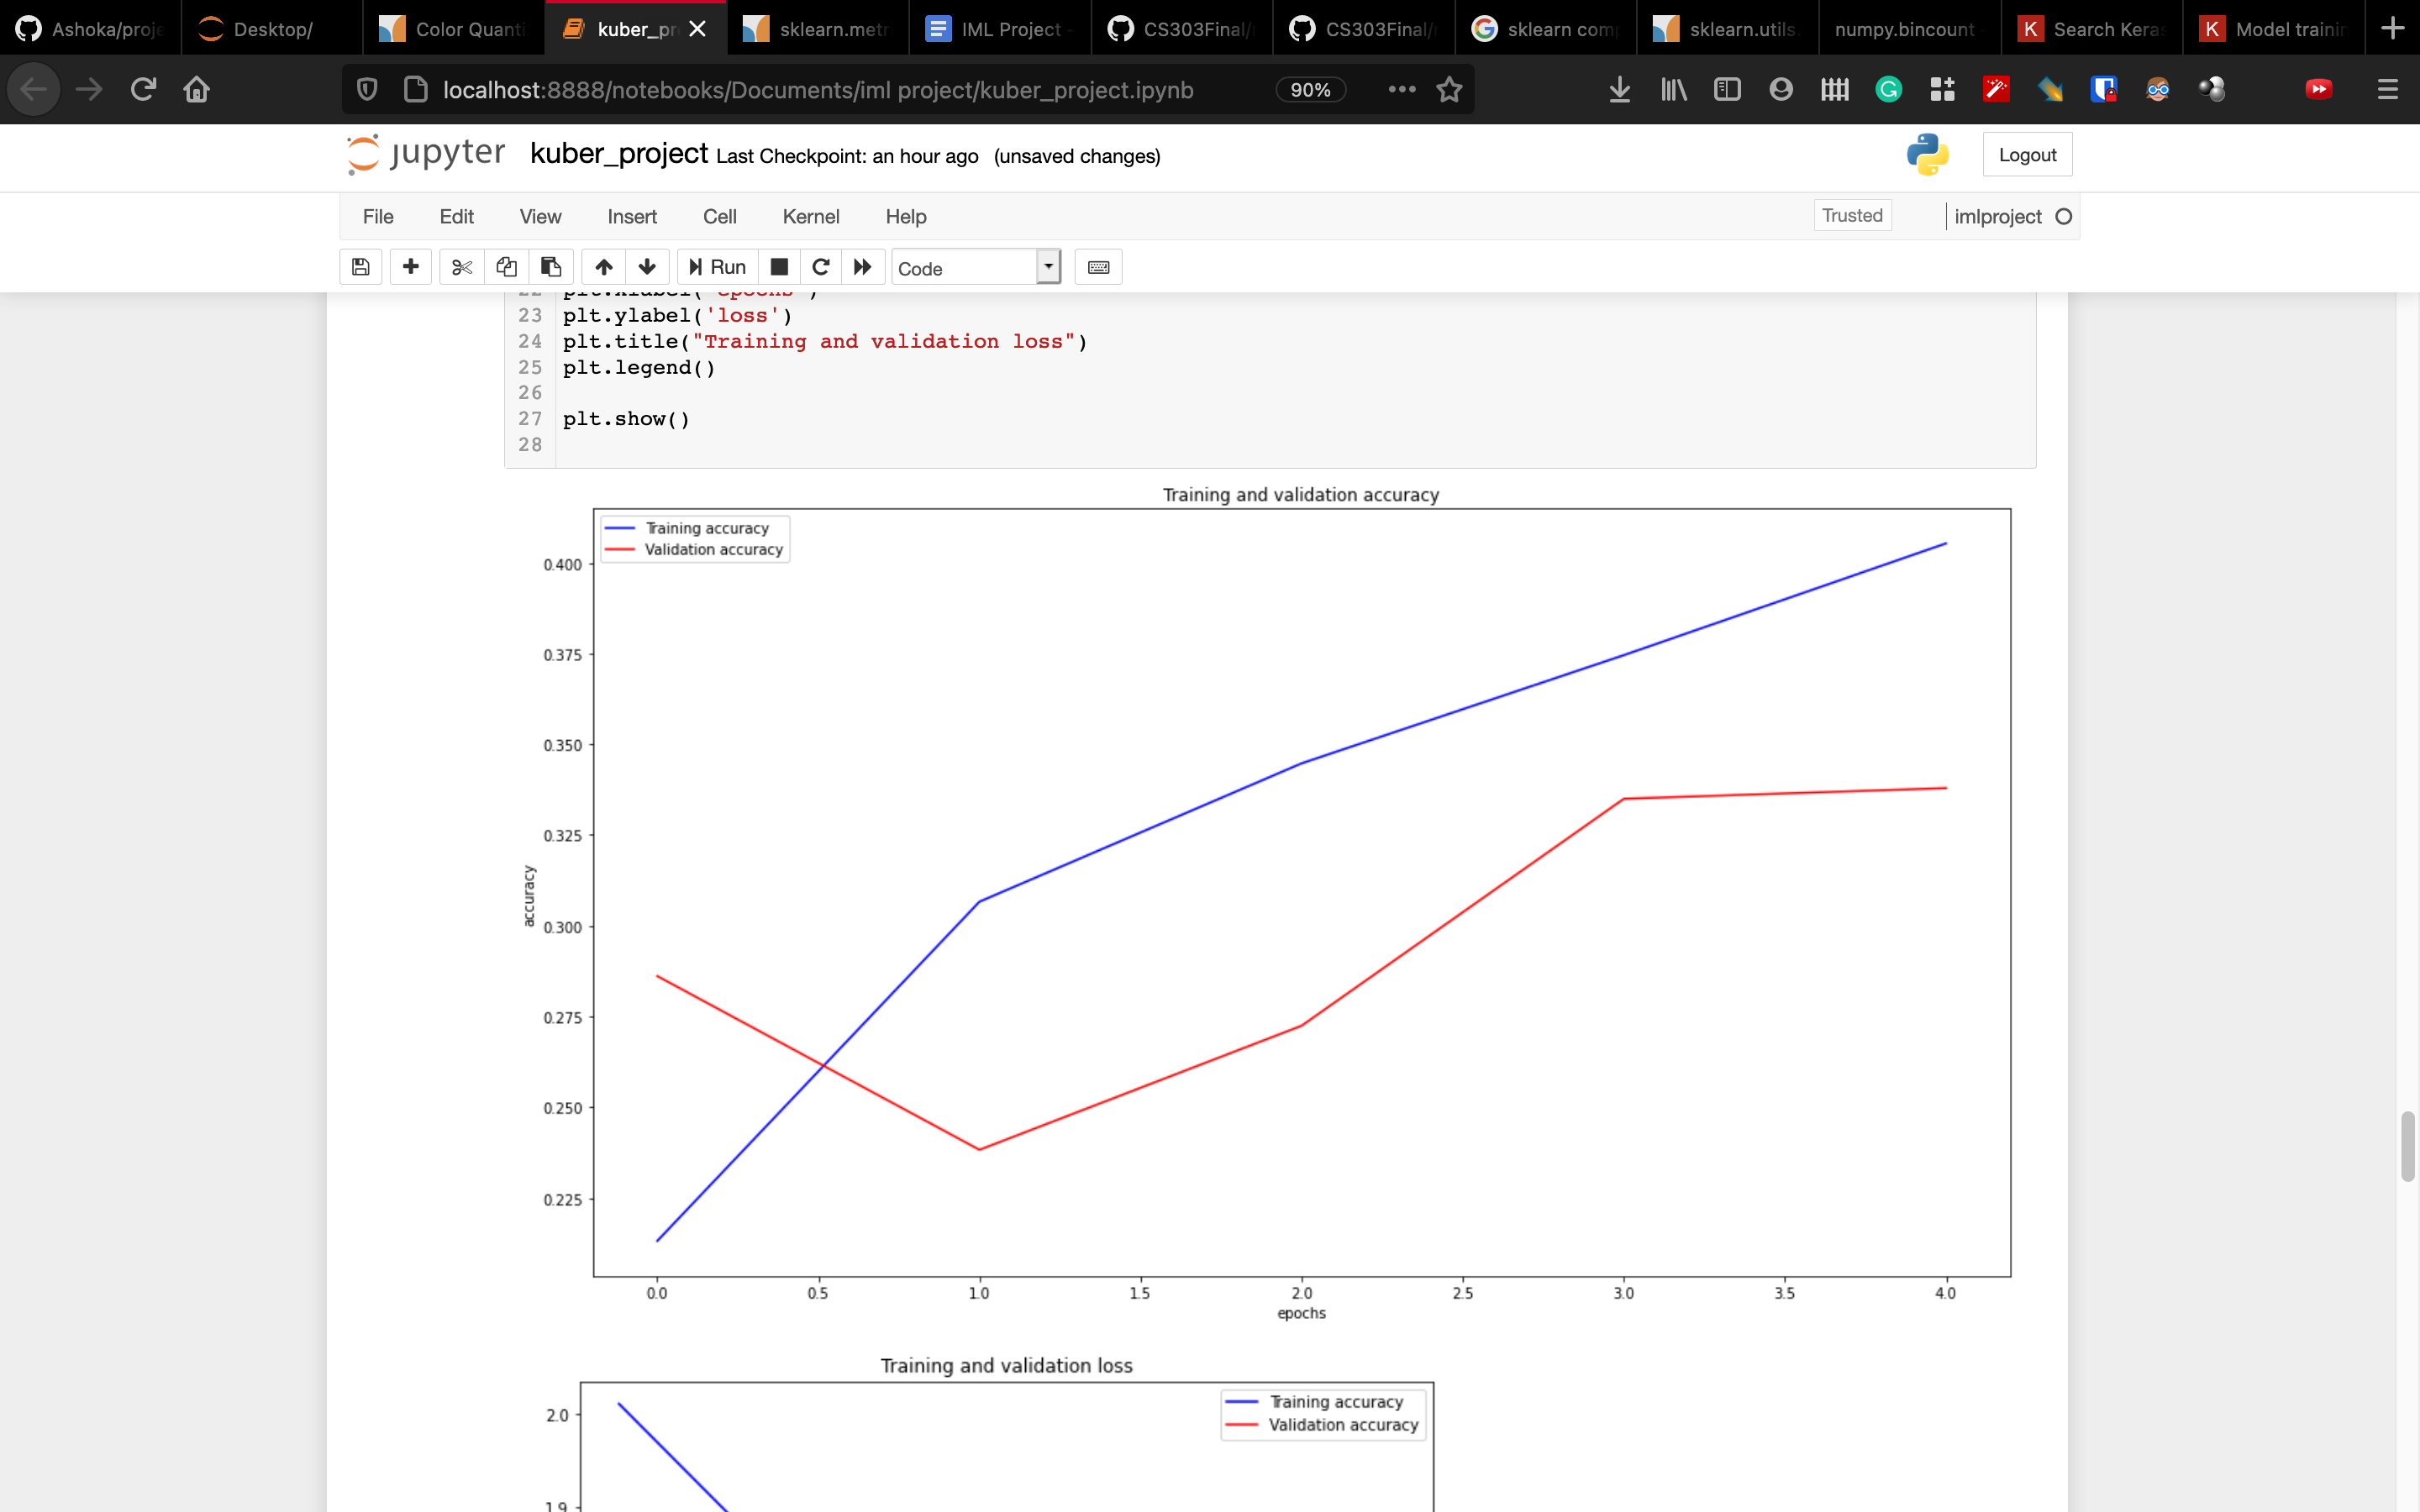 Ashoka/proje
Desktop/
Color Quanti
kuber_pr
sklearn.metr
IML Project -
CS303Final/
CS303Final/
sklearn com
sklearn.utils.
numpy.bincount
Search Keras
Model trainin
localhost:8888/notebooks/Documents/iml project/kuber_project.ipynb
90%
jupyter kuber_project Last Checkpoint: an hour ago (unsaved changes)
Logout
File Edit View Insert Cell Kernel Help
Trusted
imlproject
Run
Code
22 plt.xlabel('epochs')
23 plt.ylabel('loss')
24 plt.title("Training and validation loss")
25 plt.legend()
26
27 plt.show()
28
Training and validation accuracy
Training accuracy
Validation accuracy
0.400
0.375
0.350
0.325
0.300
0.275
0.250
0.225
accuracy
0.0 0.5 1.0 1.5 2.0 2.5 3.0 3.5 4.0
epochs
Training and validation loss
Training accuracy
Validation accuracy
2.0
1.9